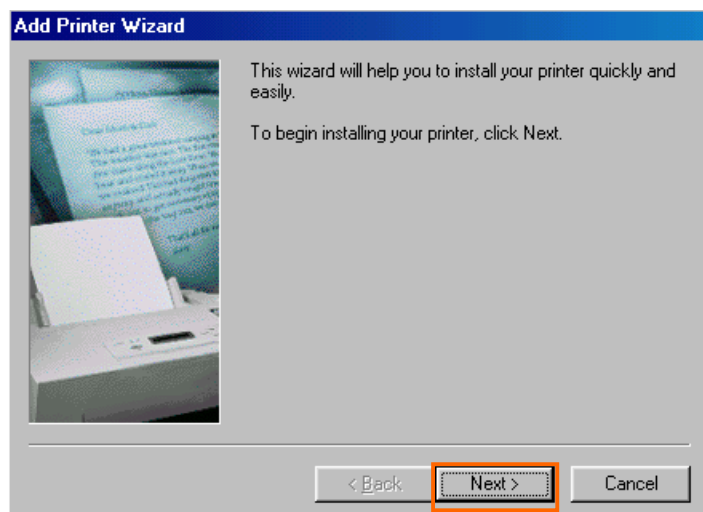 Add Printer Wizard
This wizard will help you to install your printer quickly and
easily.
To begin installing your printer, click Next.
< Back
Next >
Cancel